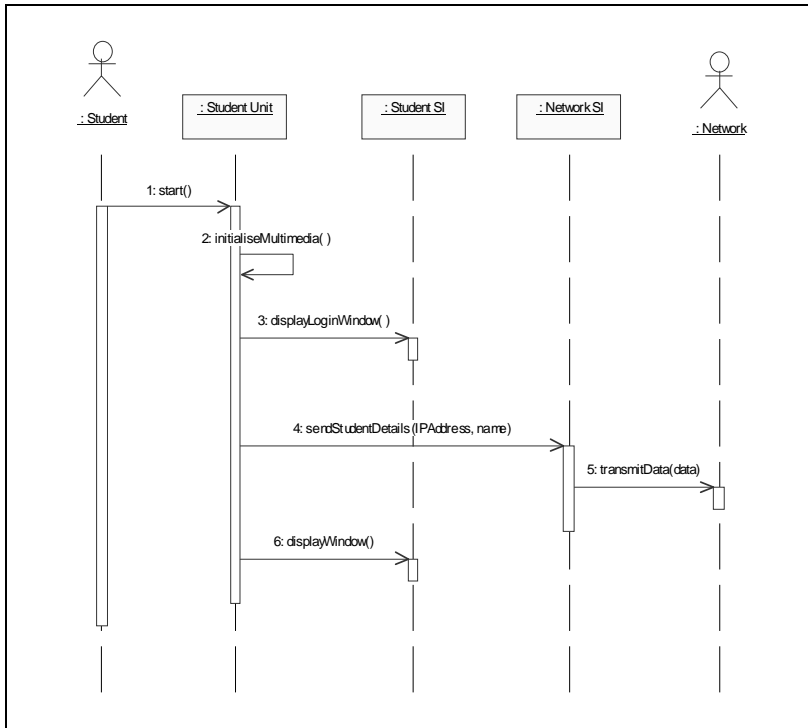 : Student
: Student Unit
: Student SI
: Network SI
: Network
1: start()
2: initialiseMultimedia( )
3: displayLoginWindow( )
4: sendStudentDetails(IPAddress, name)
5: transmitData(data)
6: displayWindow()